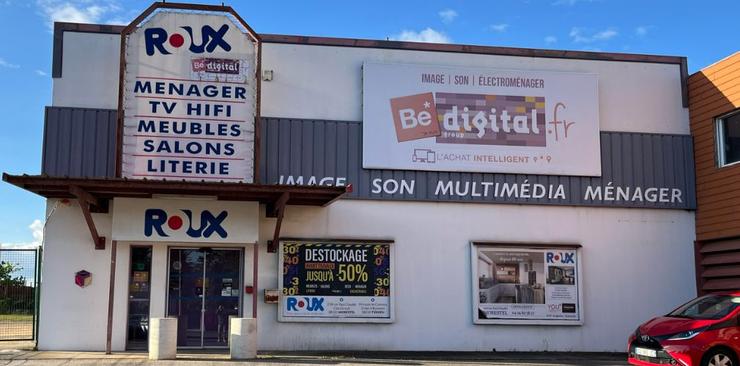 ROUX
Be digital
MENAGER
TV HIFI
MEUBLES
SALONS
LITERIE
IMAGE | SON | ÉLECTROMÉNAGER
Be digital.fr
group
L'ACHAT INTELLIGENT
IMAGE SON MULTIMÉDIA MÉNAGER
ROUX
DESTOCKAGE
JUSQU'À -50%
ROUX
ROUX